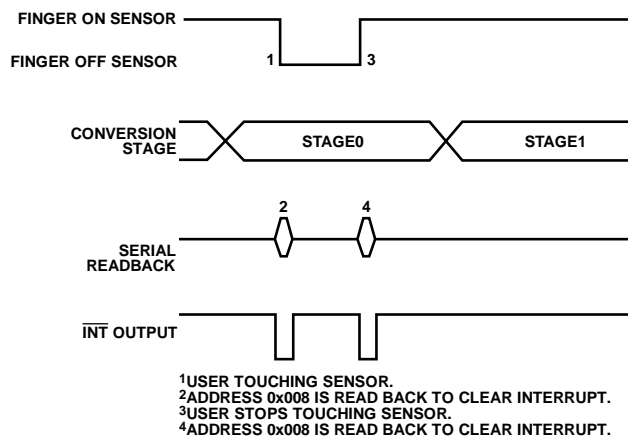 FINGER ON SENSOR
FINGER OFF SENSOR
1
3
CONVERSION
STAGE
STAGE0
STAGE1
2
4
SERIAL
READBACK
INT OUTPUT
1USER TOUCHING SENSOR.
2ADDRESS 0x008 IS READ BACK TO CLEAR INTERRUPT.
3USER STOPS TOUCHING SENSOR.
4ADDRESS 0x008 IS READ BACK TO CLEAR INTERRUPT.